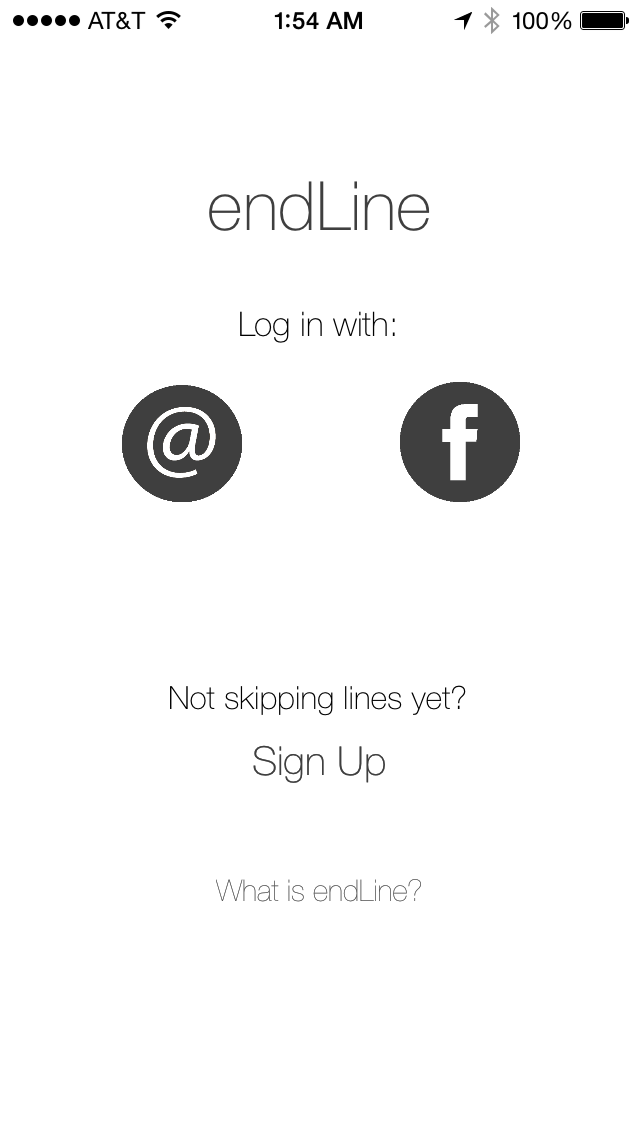 AT&T 1:54 AM 100%
endLine
Log in with:
@ f
Not skipping lines yet?
Sign Up
What is endLine?